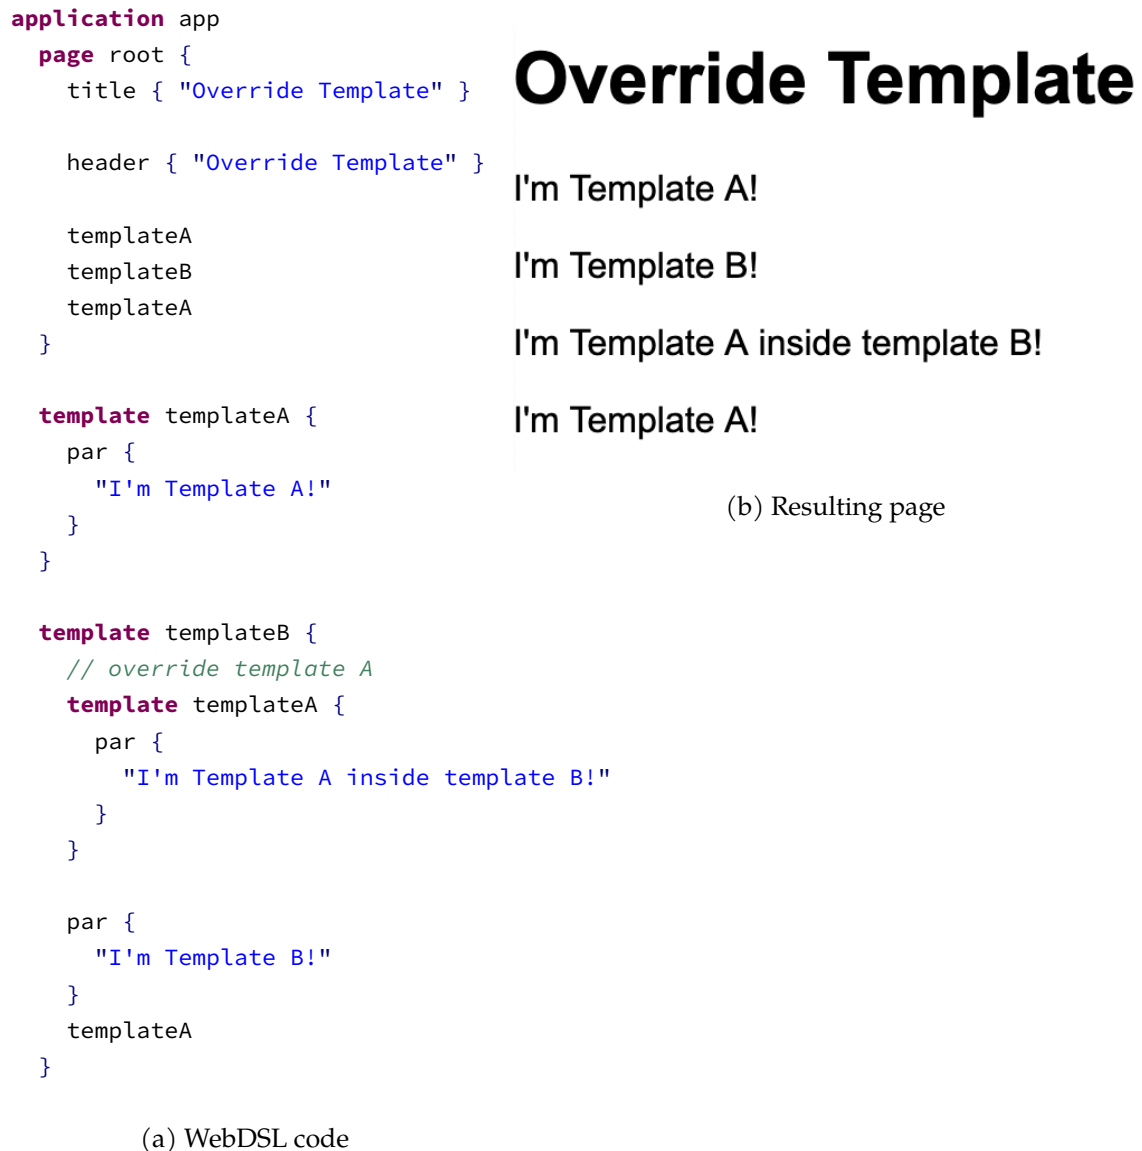 application app
  page root {
    title { "Override Template" }

    header { "Override Template" }

    templateA
    templateB
    templateA
  }

  template templateA {
    par {
      "I'm Template A!"
    }
  }

  template templateB {
    // override template A
    template templateA {
      par {
        "I'm Template A inside template B!"
      }
    }

    par {
      "I'm Template B!"
    }
    templateA
  }
(a) WebDSL code
Override Template
I'm Template A!
I'm Template B!
I'm Template A inside template B!
I'm Template A!
(b) Resulting page